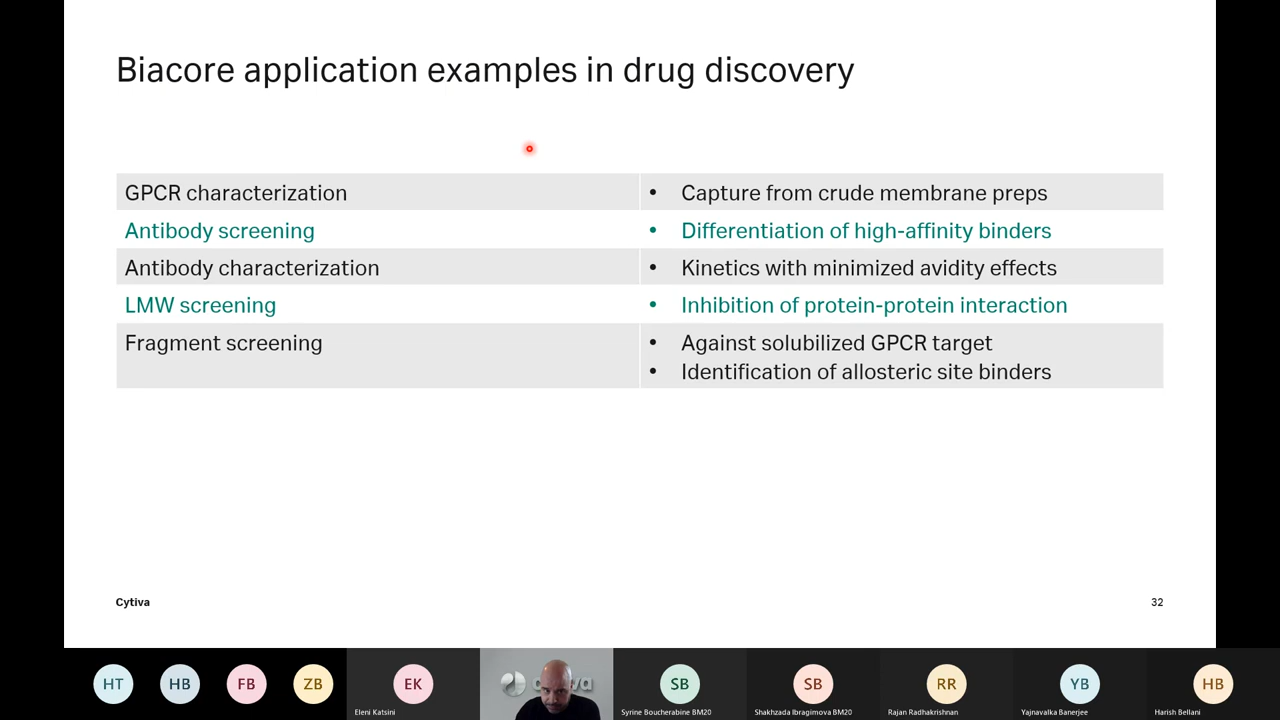 Biacore application examples in drug discovery
GPCR characterization
• Capture from crude membrane preps
Antibody screening
• Differentiation of high-affinity binders
Antibody characterization
• Kinetics with minimized avidity effects
LMW screening
• Inhibition of protein-protein interaction
Fragment screening
• Against solubilized GPCR target
• Identification of allosteric site binders
Cytiva
32
HT
HB
FB
ZB
EK
SB
SB
RR
YB
HB
Eleni Katsini
Syrine Boucherabine BM20
Shakhzada Ibragimova BM20
Rajan Radhakrishnan
Yajnavalka Banerjee
Harish Bellani